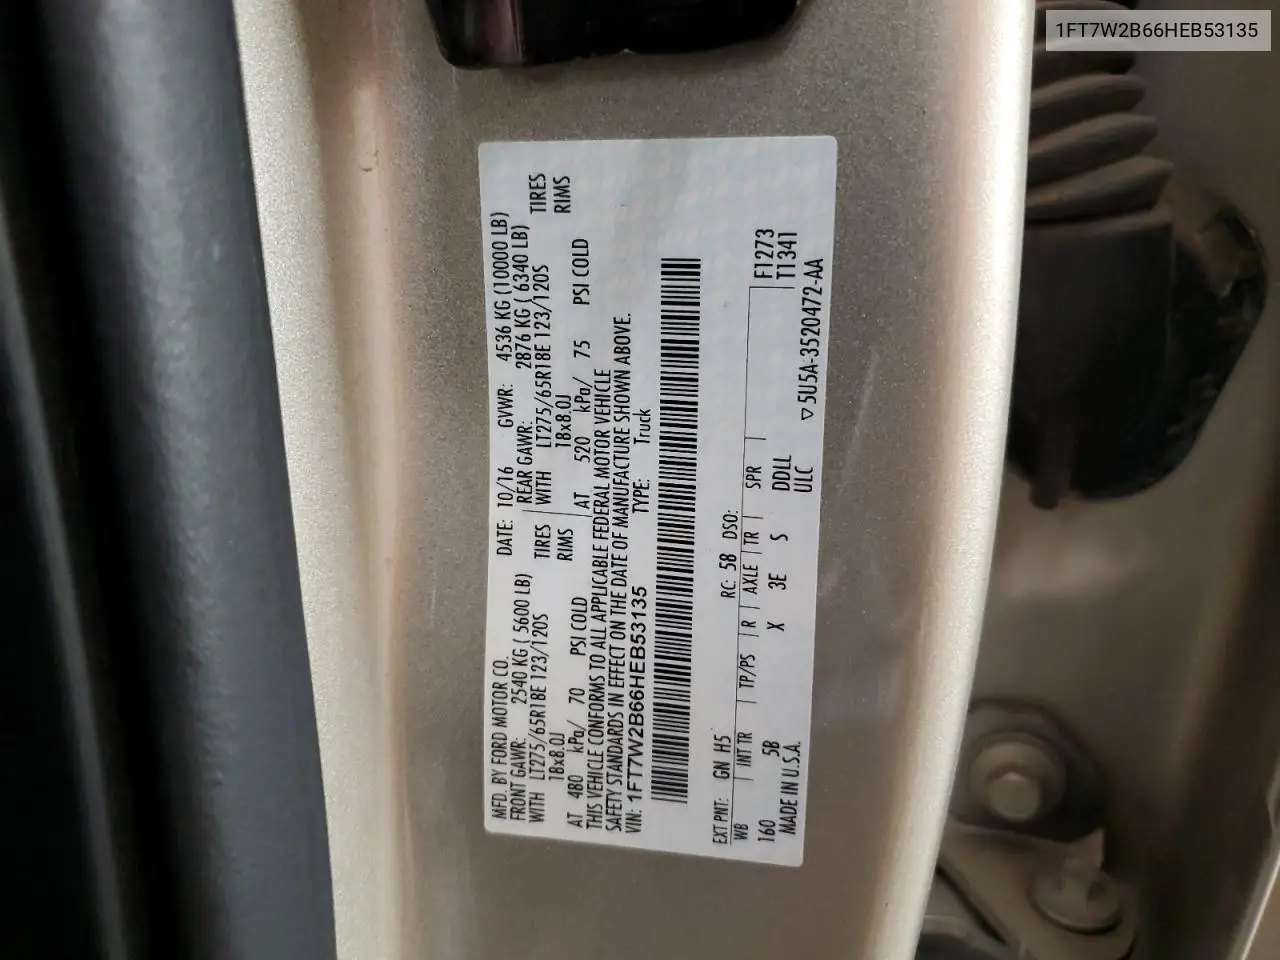 1FT7W2B66HEB53135
MFD. BY FORD MOTOR CO.
DATE: 10/16 GVWR: 4536 KG (10000 LB)
FRONT GAWR: 2540 KG ( 5600 LB) REAR GAWR: 2876 KG ( 6340 LB)
WITH LT275/65R18E 123/120S TIRES WITH LT275/65R18E 123/120S TIRES
18x8.0J RIMS 18x8.0J RIMS
AT 480 kPa/ 70 PSI COLD AT 520 kPa/ 75 PSI COLD
THIS VEHICLE CONFORMS TO ALL APPLICABLE FEDERAL MOTOR VEHICLE
SAFETY STANDARDS IN EFFECT ON THE DATE OF MANUFACTURE SHOWN ABOVE.
VIN: 1FT7W2B66HEB53135 TYPE: Truck
EXT PNT: GN H5 RC: 58 DSO:
WB INT TR TP/PS R AXLE TR SPR F1273
160 5B X 3E S DDLL T1341
ULC
MADE IN U.S.A. ▽5U5A-3520472-AA